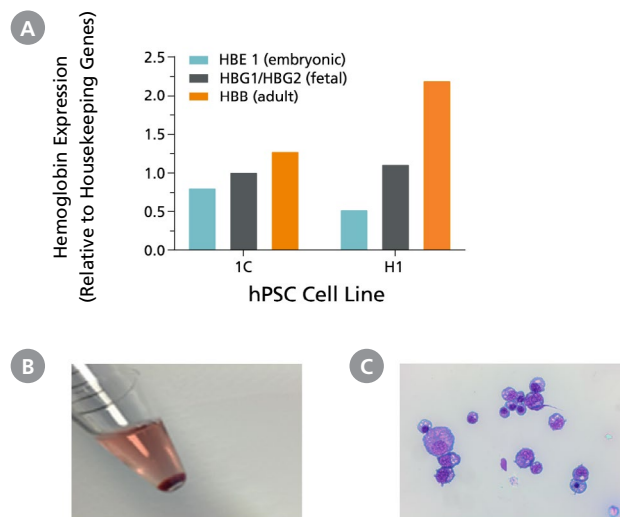 A
Hemoglobin Expression
(Relative to Housekeeping Genes)
2.5
2.0
1.5
1.0
0.5
0.0
HBE 1 (embryonic)
HBG1/HBG2 (fetal)
HBB (adult)
1C
H1
hPSC Cell Line
B
C